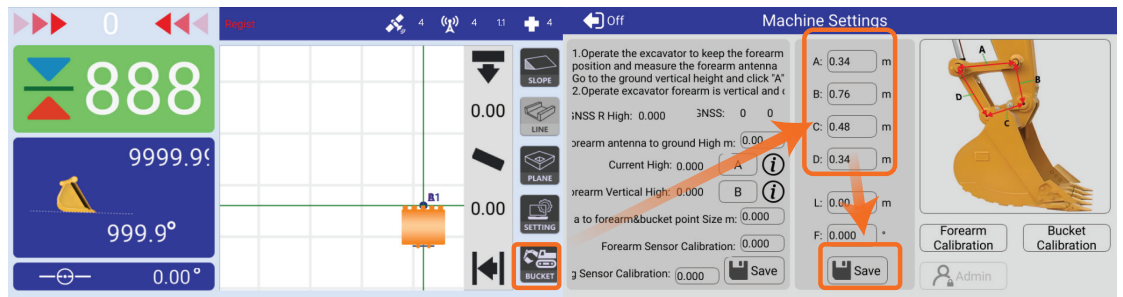 0
Regist
4
4
1.1
4
888
9999.99
999.9°
0.00°
A1
0.00
0.00
SLOPE
LINE
PLANE
SETTING
BUCKET
Off
Machine Settings
1.Operate the excavator to keep the forearm
position and measure the forearm antenna
Go to the ground vertical height and click "A"
2.Operate excavator forearm is vertical and
GNSS R High: 0.000 GNSS: 0 0
forearm antenna to ground High m: 0.00
Current High: 0.000 A i
forearm Vertical High: 0.000 B i
a to forearm&bucket point Size m: 0.000
Forearm Sensor Calibration: 0.000
g Sensor Calibration: 0.000 Save
A: 0.34 m
B: 0.76 m
C: 0.48 m
D: 0.34 m
L: 0.00 m
F: 0.000 °
Save
A
B
D
C
Forearm Calibration
Bucket Calibration
Admin